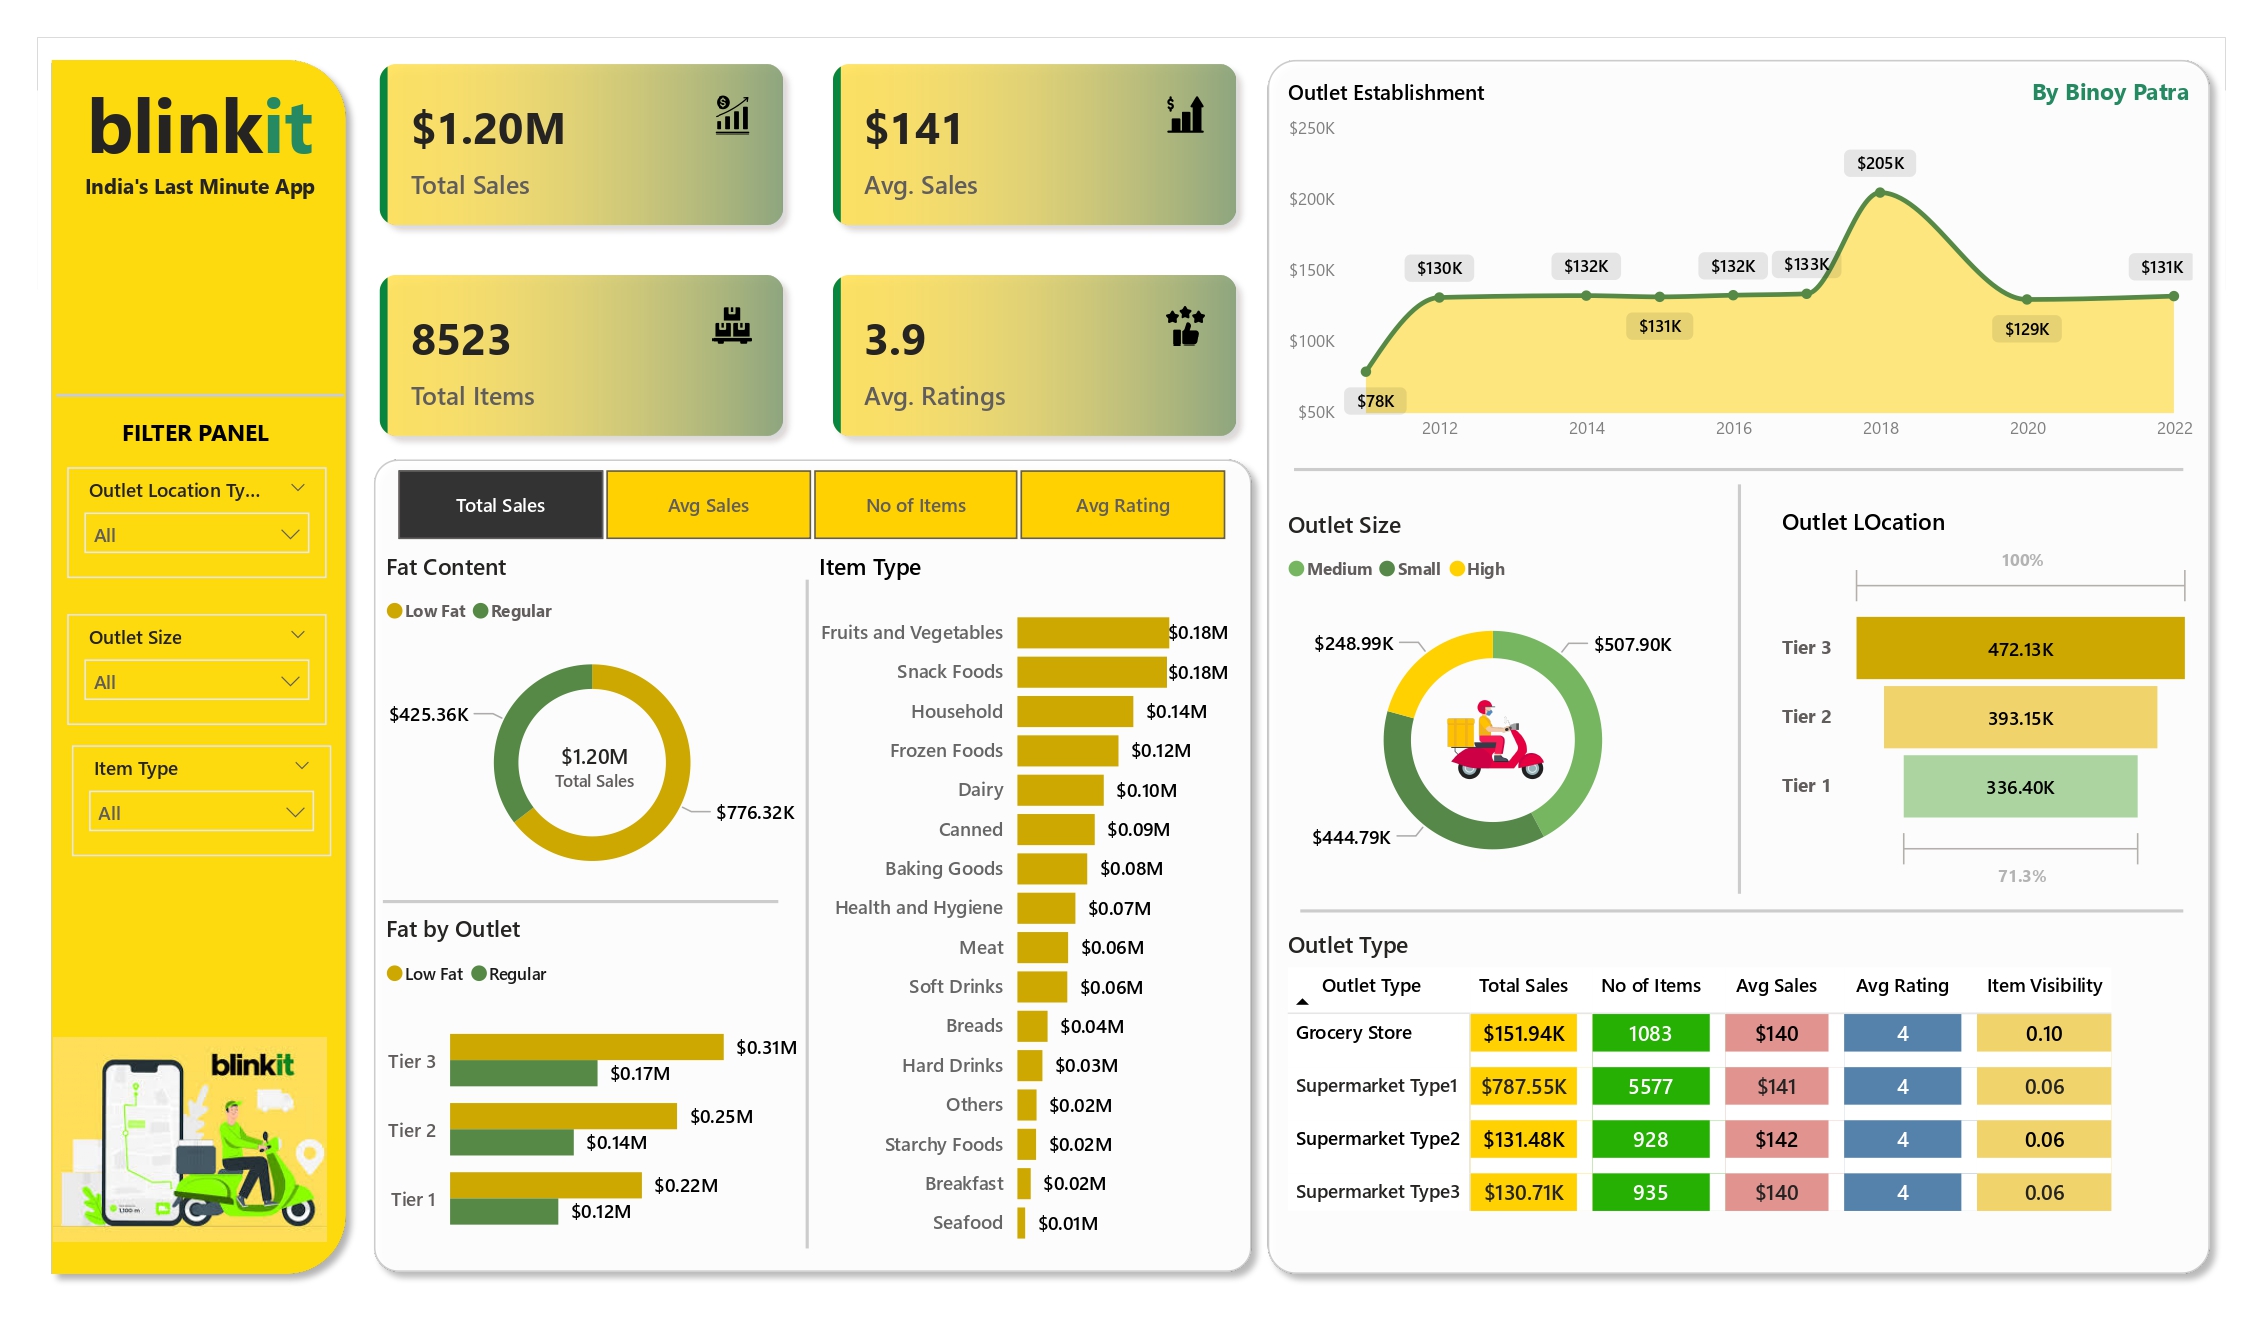 blinkit
India's Last Minute App
FILTER PANEL
Outlet Location Ty...
All
Outlet Size
All
Item Type
All
blinkit
$1.20M
Total Sales
$141
Avg. Sales
8523
Total Items
3.9
Avg. Ratings
Total Sales
Avg Sales
No of Items
Avg Rating
Fat Content
Low Fat Regular
$425.36K
$1.20M
Total Sales
$776.32K
Fat by Outlet
Low Fat Regular
Tier 3 $0.31M
$0.17M
Tier 2 $0.25M
$0.14M
Tier 1 $0.22M
$0.12M
Item Type
Fruits and Vegetables $0.18M
Snack Foods $0.18M
Household $0.14M
Frozen Foods $0.12M
Dairy $0.10M
Canned $0.09M
Baking Goods $0.08M
Health and Hygiene $0.07M
Meat $0.06M
Soft Drinks $0.06M
Breads $0.04M
Hard Drinks $0.03M
Others $0.02M
Starchy Foods $0.02M
Breakfast $0.02M
Seafood $0.01M
Outlet Establishment
By Binoy Patra
$250K
$200K
$150K
$100K
$50K
$78K
$130K
$132K
$131K
$132K
$133K
$205K
$129K
$131K
2012 2014 2016 2018 2020 2022
Outlet Size
Medium Small High
$248.99K
$507.90K
$444.79K
Outlet LOcation
100%
Tier 3 472.13K
Tier 2 393.15K
Tier 1 336.40K
71.3%
Outlet Type
Outlet Type Total Sales No of Items Avg Sales Avg Rating Item Visibility
Grocery Store $151.94K 1083 $140 4 0.10
Supermarket Type1 $787.55K 5577 $141 4 0.06
Supermarket Type2 $131.48K 928 $142 4 0.06
Supermarket Type3 $130.71K 935 $140 4 0.06